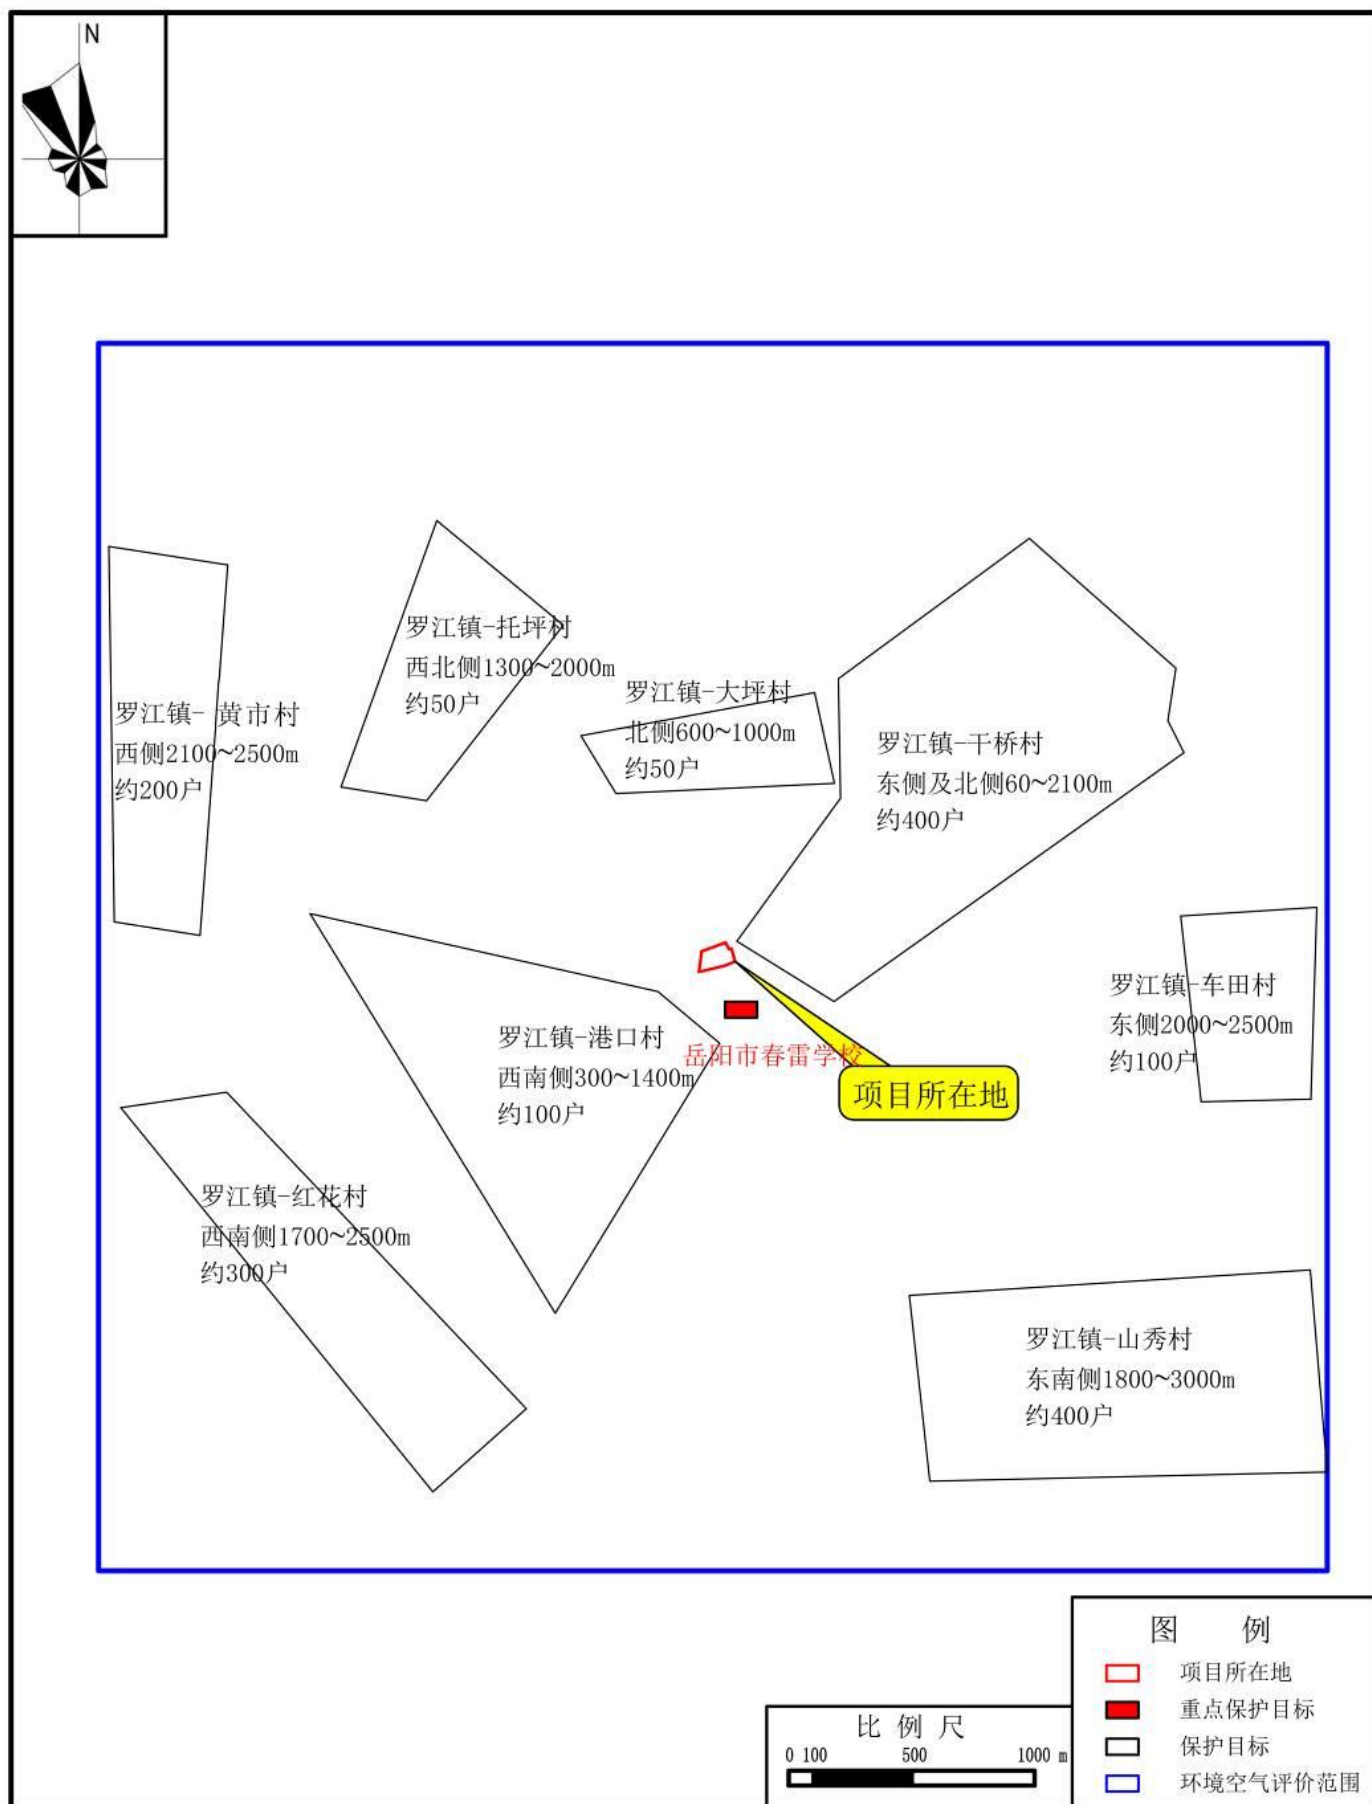 N
罗江镇-托坪村
西北侧1300~2000m
约50户
罗江镇-大坪村
北侧600~1000m
约50户
罗江镇- 黄市村
西侧2100~2500m
约200户
罗江镇-干桥村
东侧及北侧60~2100m
约400户
罗江镇-车田村
东侧2000~2500m
约100户
罗江镇-港口村
西南侧300~1400m
约100户
岳阳市春雷学校
项目所在地
罗江镇-红花村
西南侧1700~2500m
约300户
罗江镇-山秀村
东南侧1800~3000m
约400户
图 例
项目所在地
重点保护目标
保护目标
环境空气评价范围
比 例 尺
0 100 500 1000 m